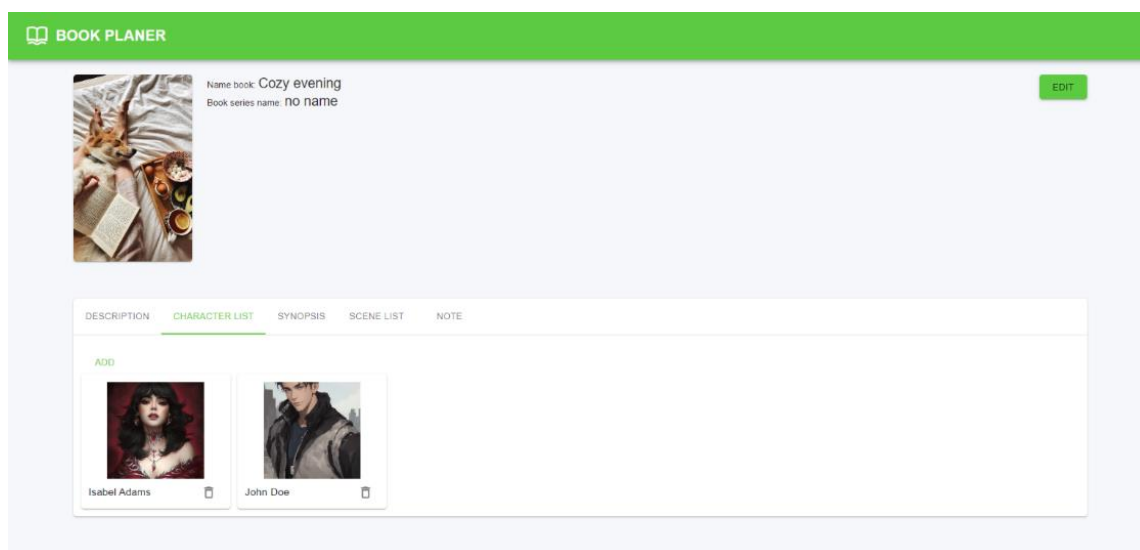 BOOK PLANER
Name book: Cozy evening
EDIT
Book series name: no name
DESCRIPTION CHARACTER LIST SYNOPSIS SCENE LIST NOTE
ADD
Isabel Adams John Doe